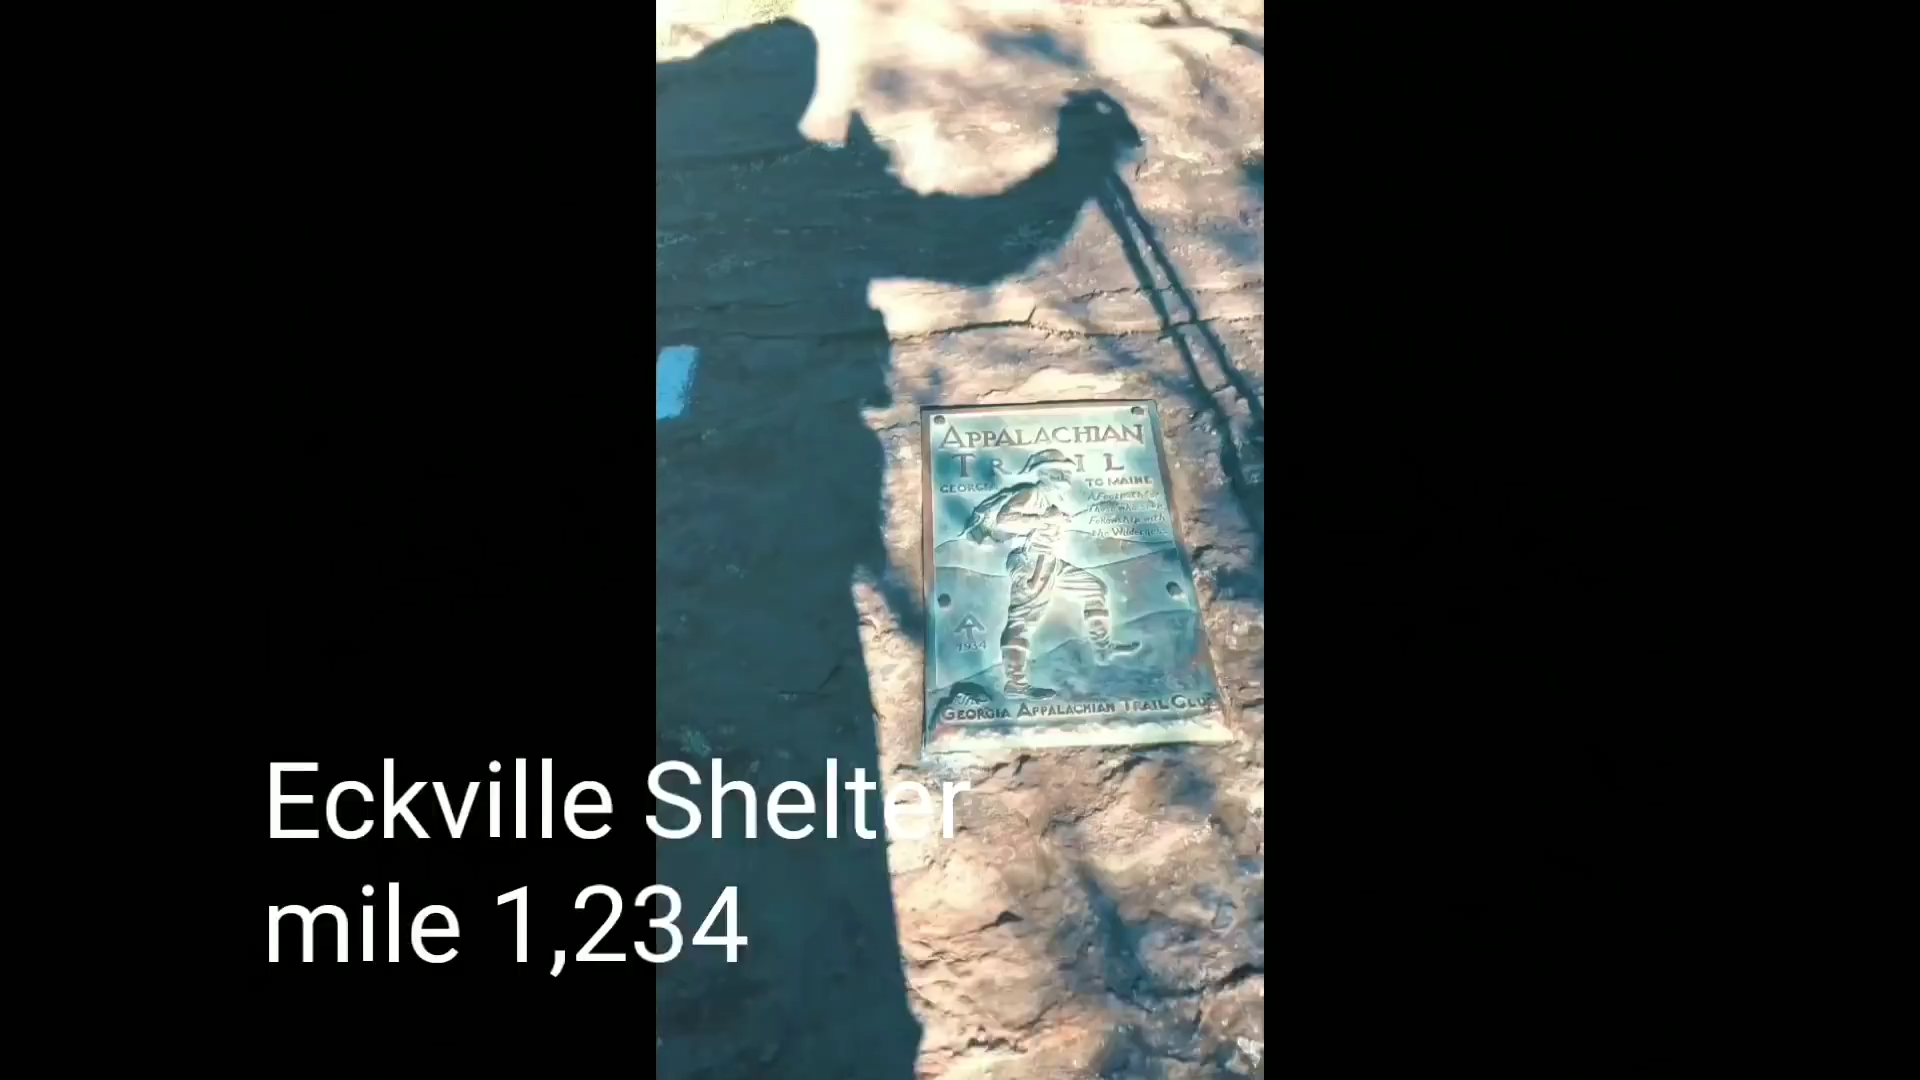 APPALACHIAN
TRAIL
GEORGIA TO MAINE
A Footpath for
Those who seek
Fellowship with
the Wilderness
1934
The
GEORGIA APPALACHIAN TRAIL CLUB
Eckville Shelter
mile 1,234